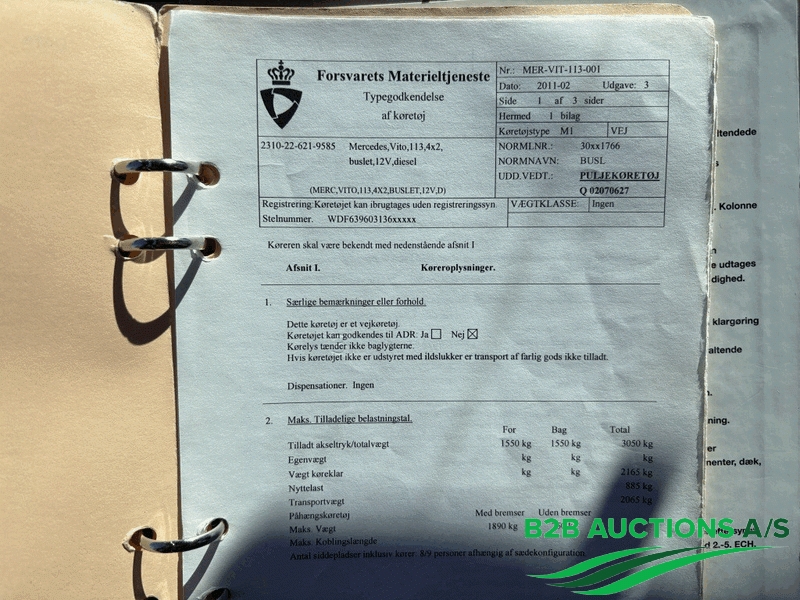 Forsvarets Materieltjeneste
Typegodkendelse
af køretøj
Nr.: MER-VIT-113-001
Dato: 2011-02 Udgave: 3
Side 1 af 3 sider
Hermed 1 bilag
Køretøjstype M1 VEJ
2310-22-621-9585 Mercedes,Vito,113,4x2,
buslet,12V,diesel
(MERC,VITO,113,4X2,BUSLET,12V,D)
NORMLNR.: 30xx1766
NORMNAVN: BUSL
UDD.VEDT.: PULJEKØRETØJ
Q 02070627
Registrering:Køretøjet kan ibrugtages uden registreringssyn
Stelnummer. WDF639603136xxxxx
VÆGTKLASSE: Ingen
Køreren skal være bekendt med nedenstående afsnit I
Afsnit I. Køreroplysninger.
1. Særlige bemærkninger eller forhold.
Dette køretøj er et vejkøretøj.
Køretøjet kan godkendes til ADR: Ja Nej
Kørelys tænder ikke baglygterne.
Hvis køretøjet ikke er udstyret med ildslukker er transport af farlig gods ikke tilladt.
Dispensationer. Ingen
2. Maks. Tilladelige belastningstal.
For Bag Total
Tilladt akseltryk/totalvægt 1550 kg 1550 kg 3050 kg
Egenvægt kg kg kg
Vægt køreklar kg kg 2165 kg
Nyttelast 885 kg
Transportvægt 2065 kg
Påhængskøretøj Med bremser Uden bremser
Maks. Vægt 1890 kg
Maks. Koblingslængde
Antal siddepladser inklusiv kører. 8/9 personer afhængig af sædekonfiguration
ltendede
. Kolonne
e udtages
dighed.
klargøring
altende
ning.
er
nenter, dæk,
d 2.-5. ECH.
B2B AUCTIONS A/S